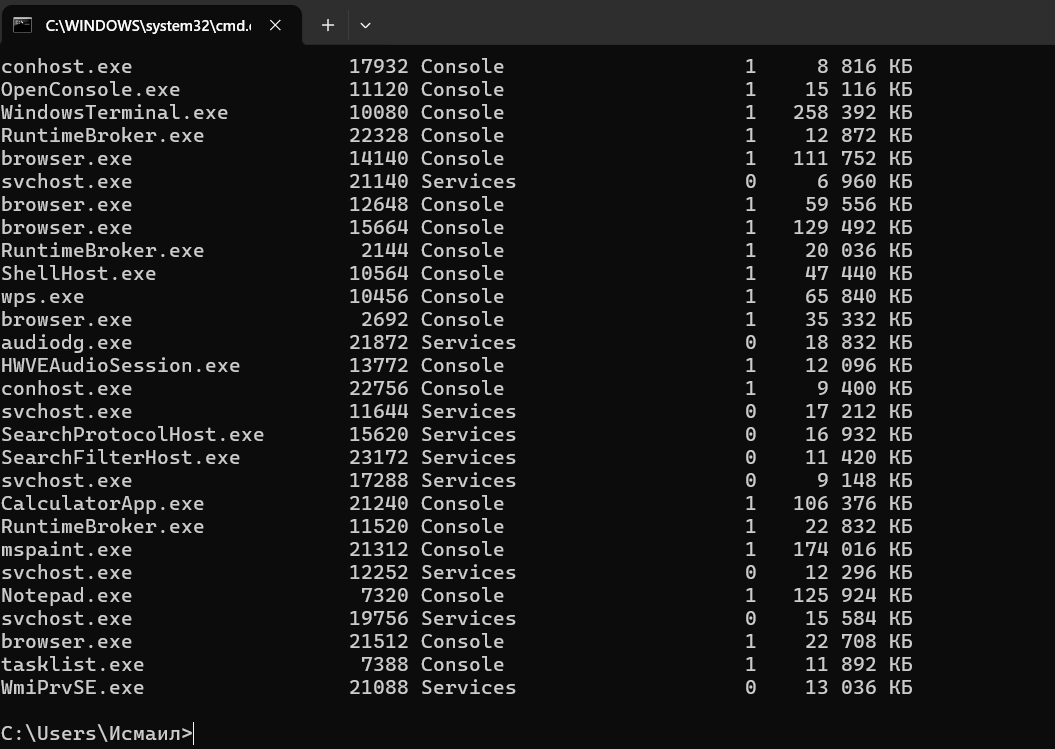 C:\WINDOWS\system32\cmd.
conhost.exe 17932 Console 1 8 816 КБ
OpenConsole.exe 11120 Console 1 15 116 КБ
WindowsTerminal.exe 10080 Console 1 258 392 КБ
RuntimeBroker.exe 22328 Console 1 12 872 КБ
browser.exe 14140 Console 1 111 752 КБ
svchost.exe 21140 Services 0 6 960 КБ
browser.exe 12648 Console 1 59 556 КБ
browser.exe 15664 Console 1 129 492 КБ
RuntimeBroker.exe 2144 Console 1 20 036 КБ
ShellHost.exe 10564 Console 1 47 440 КБ
wps.exe 10456 Console 1 65 840 КБ
browser.exe 2692 Console 1 35 332 КБ
audiodg.exe 21872 Services 0 18 832 КБ
HWVEAudioSession.exe 13772 Console 1 12 096 КБ
conhost.exe 22756 Console 1 9 400 КБ
svchost.exe 11644 Services 0 17 212 КБ
SearchProtocolHost.exe 15620 Services 0 16 932 КБ
SearchFilterHost.exe 23172 Services 0 11 420 КБ
svchost.exe 17288 Services 0 9 148 КБ
CalculatorApp.exe 21240 Console 1 106 376 КБ
RuntimeBroker.exe 11520 Console 1 22 832 КБ
mspaint.exe 21312 Console 1 174 016 КБ
svchost.exe 12252 Services 0 12 296 КБ
Notepad.exe 7320 Console 1 125 924 КБ
svchost.exe 19756 Services 0 15 584 КБ
browser.exe 21512 Console 1 22 708 КБ
tasklist.exe 7388 Console 1 11 892 КБ
WmiPrvSE.exe 21088 Services 0 13 036 КБ
C:\Users\Исмаил>